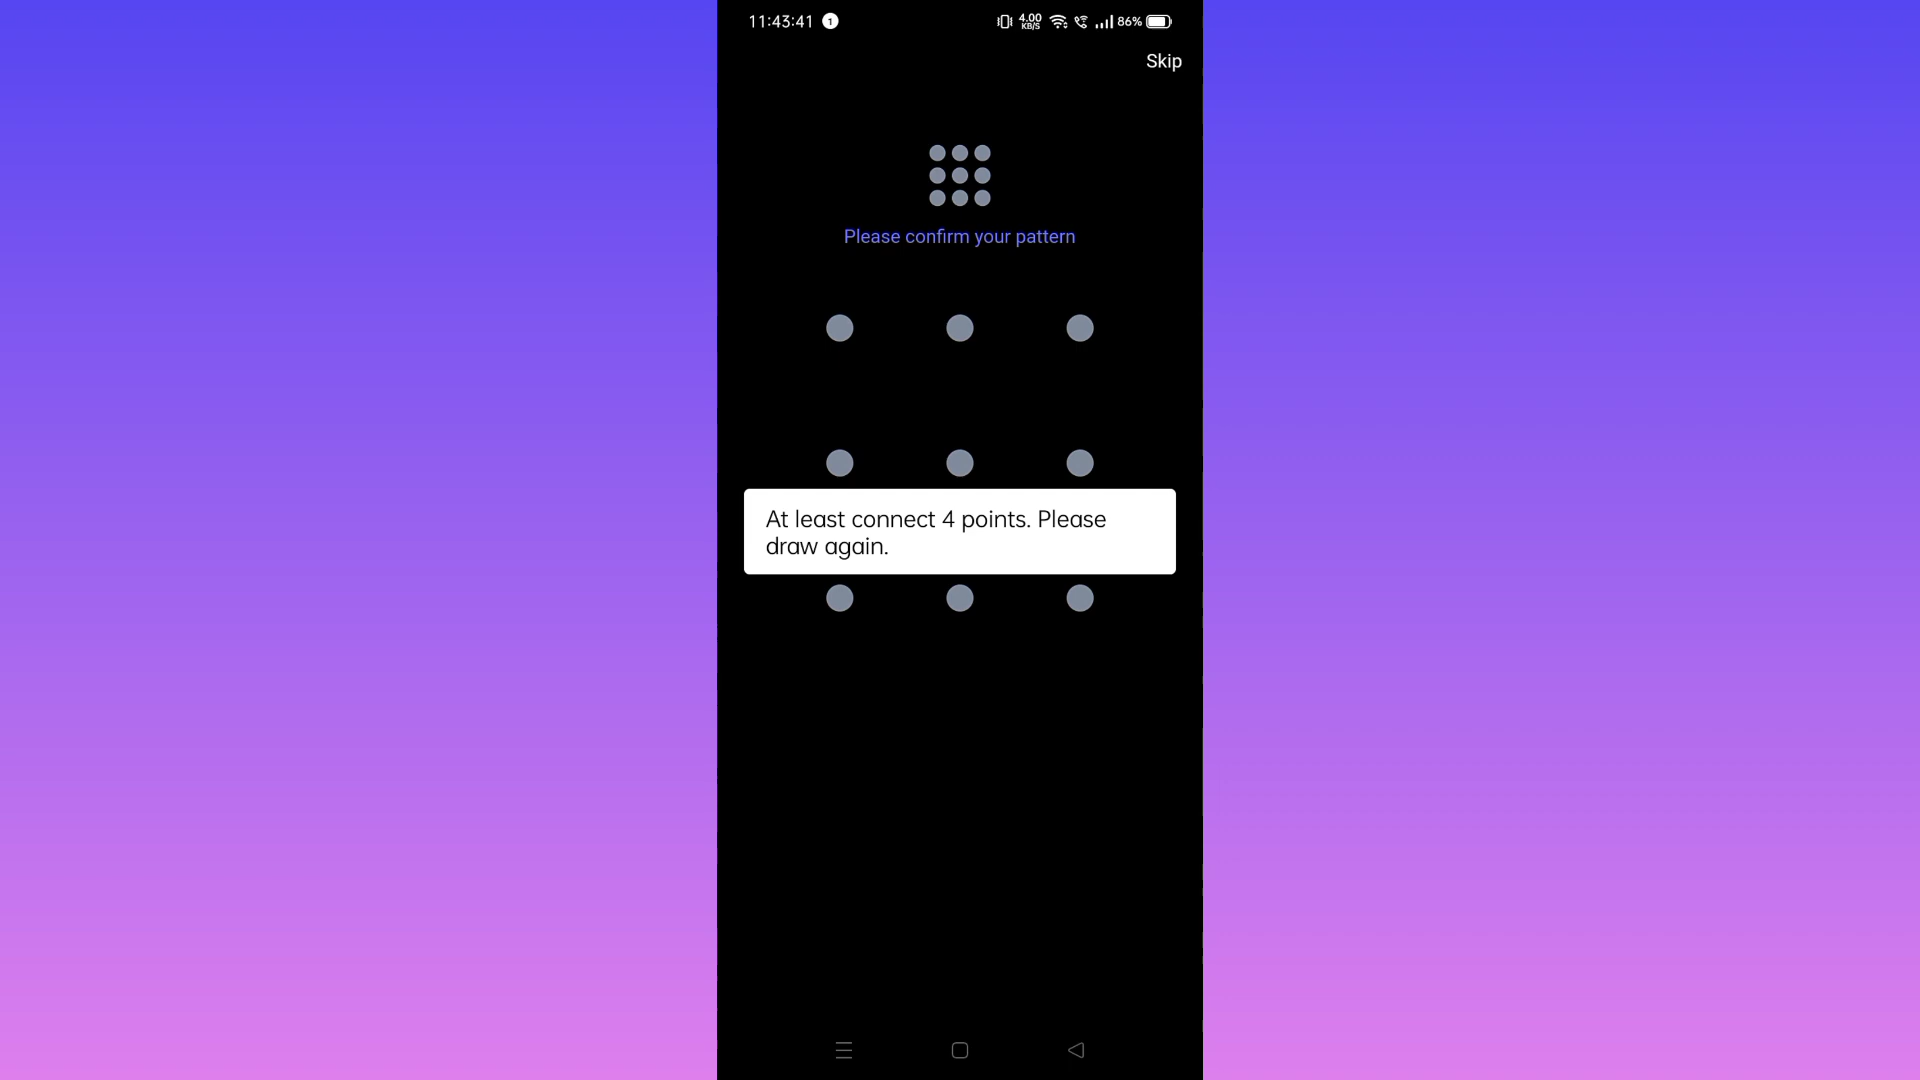 11:43:41 1 4.00 KB/S 86%
Skip
Please confirm your pattern
At least connect 4 points. Please
draw again.